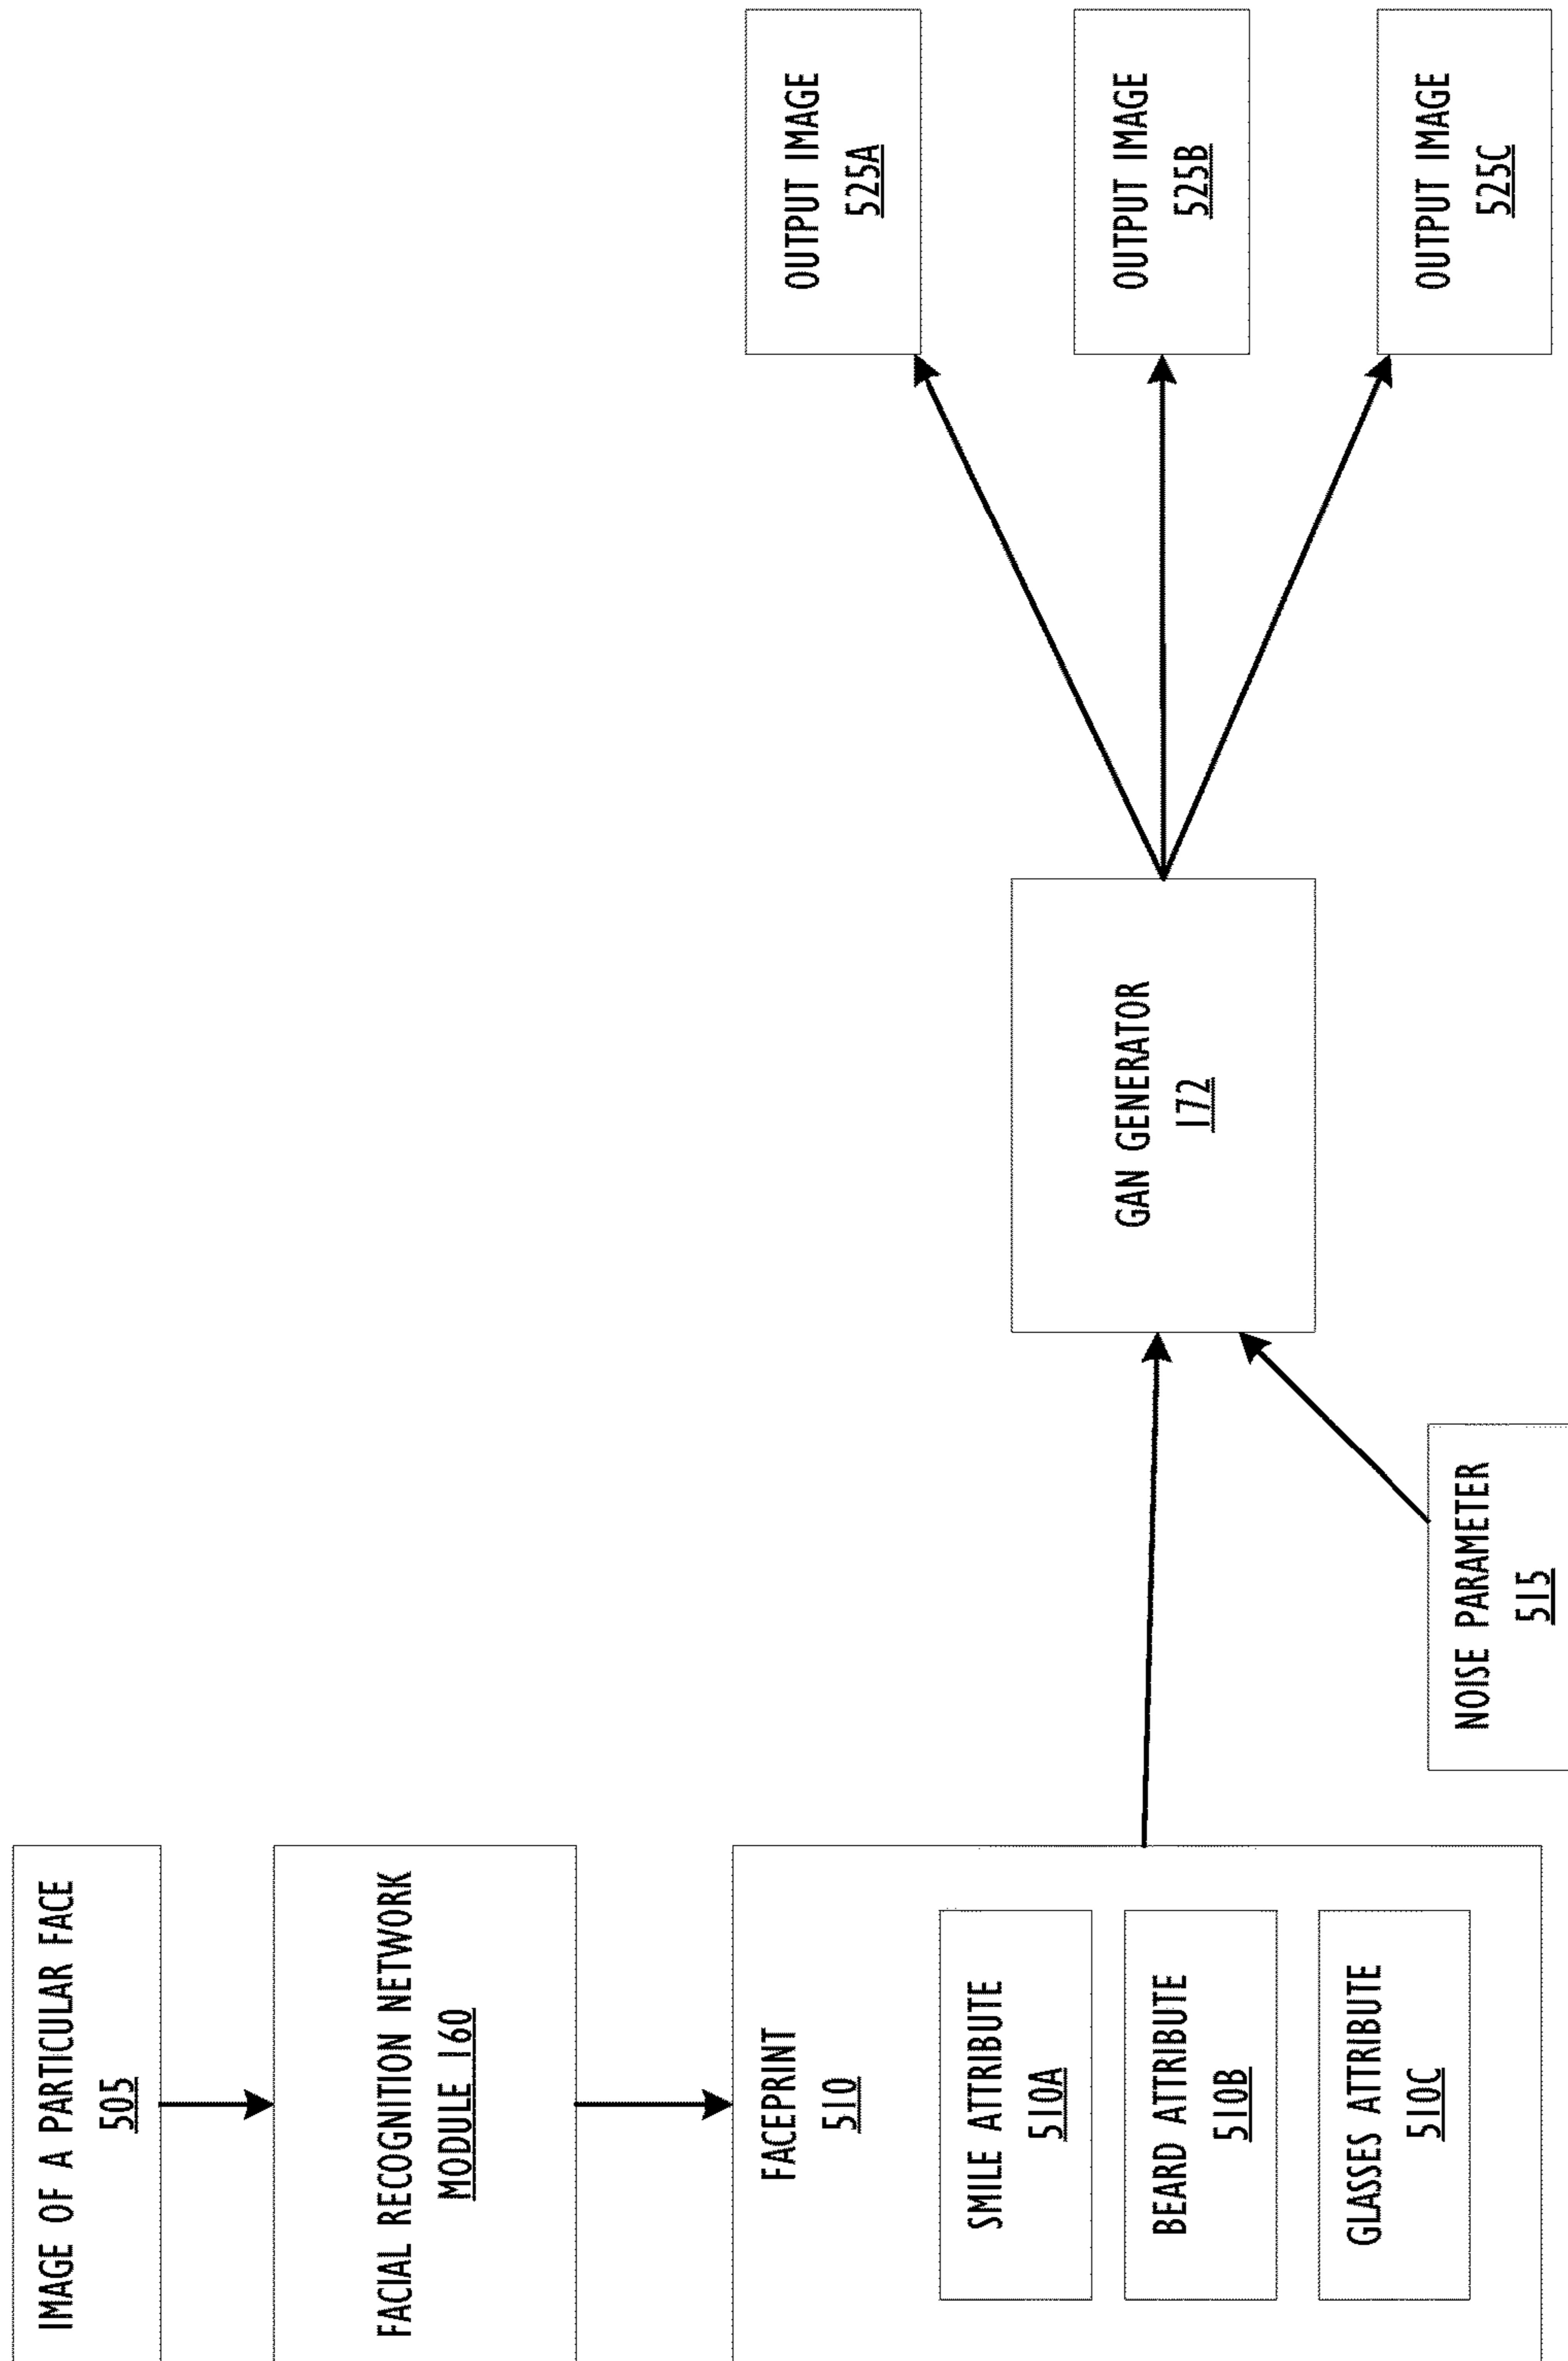 IMAGE OF A PARTICULAR FACE
505
FACIAL RECOGNITION NETWORK
MODULE 160
FACEPRINT
510
SMILE ATTRIBUTE
510A
BEARD ATTRIBUTE
510B
GLASSES ATTRIBUTE
510C
NOISE PARAMETER
515
GAN GENERATOR
172
OUTPUT IMAGE
525A
OUTPUT IMAGE
525B
OUTPUT IMAGE
525C